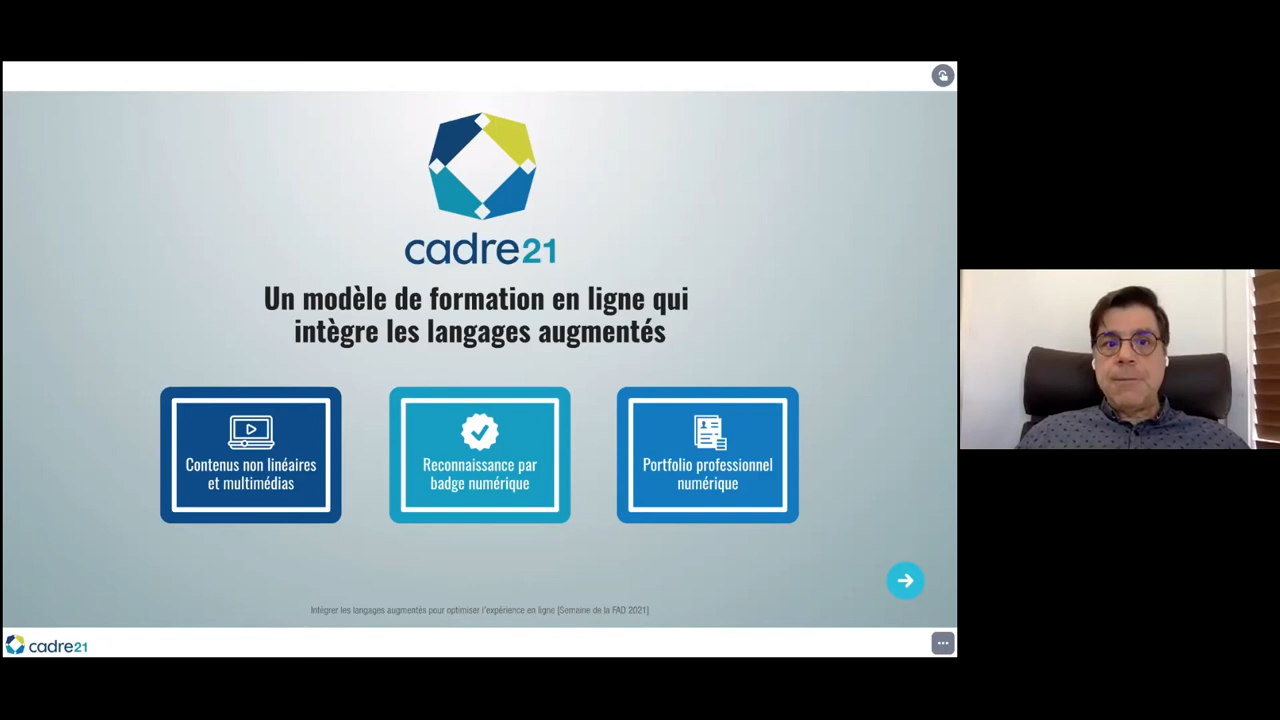 cadre21
Un modèle de formation en ligne qui
intègre les langages augmentés
Contenus non linéaires
et multimédias
Reconnaissance par
badge numérique
Portfolio professionnel
numérique
Intégrer les langages augmentés pour optimiser l'expérience en ligne [Semaine de la FAD 2021]
cadre21